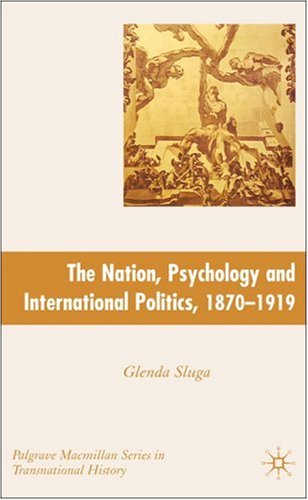 The Nation, Psychology and
International Politics, 1870–1919
Glenda Sluga
Palgrave Macmillan Series in
Transnational History